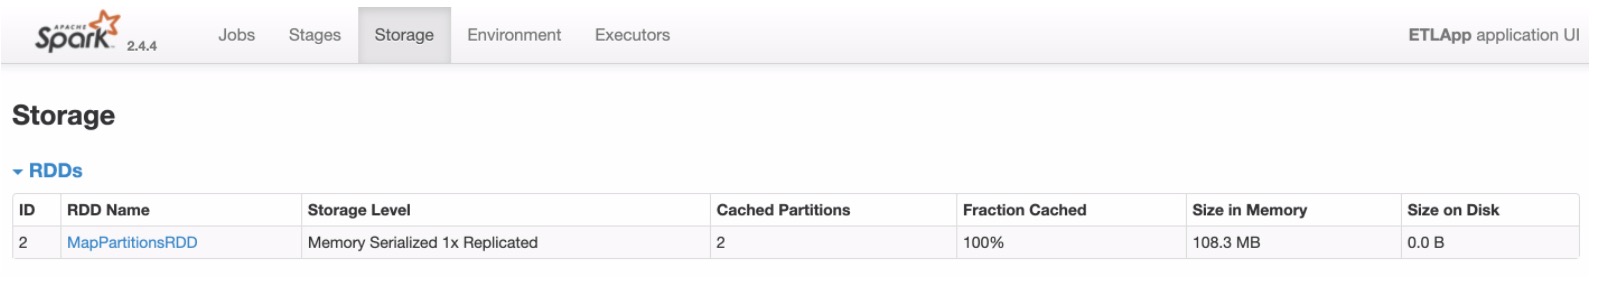 APACHE
Spark 2.4.4 Jobs Stages Storage Environment Executors ETLApp application UI
Storage
RDDs
ID RDD Name Storage Level Cached Partitions Fraction Cached Size in Memory Size on Disk
2 MapPartitionsRDD Memory Serialized 1x Replicated 2 100% 108.3 MB 0.0 B